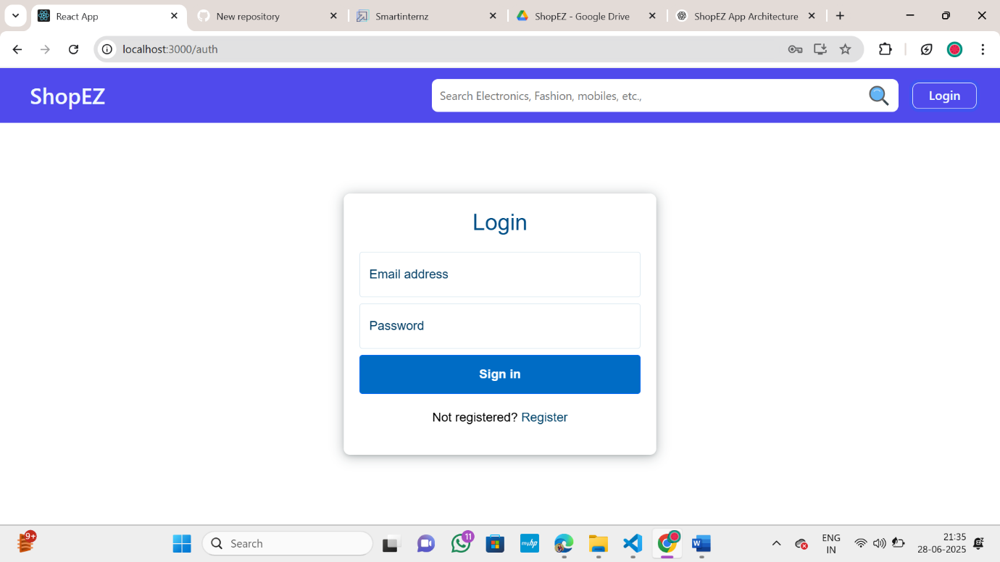 React App
New repository
Smartinternz
ShopEZ - Google Drive
ShopEZ App Architecture
localhost:3000/auth
ShopEZ
Search Electronics, Fashion, mobiles, etc.,
Login
Login
Email address
Password
Sign in
Not registered? Register
9+
Search
11
myhp
W
ENG
IN
21:35
28-06-2025